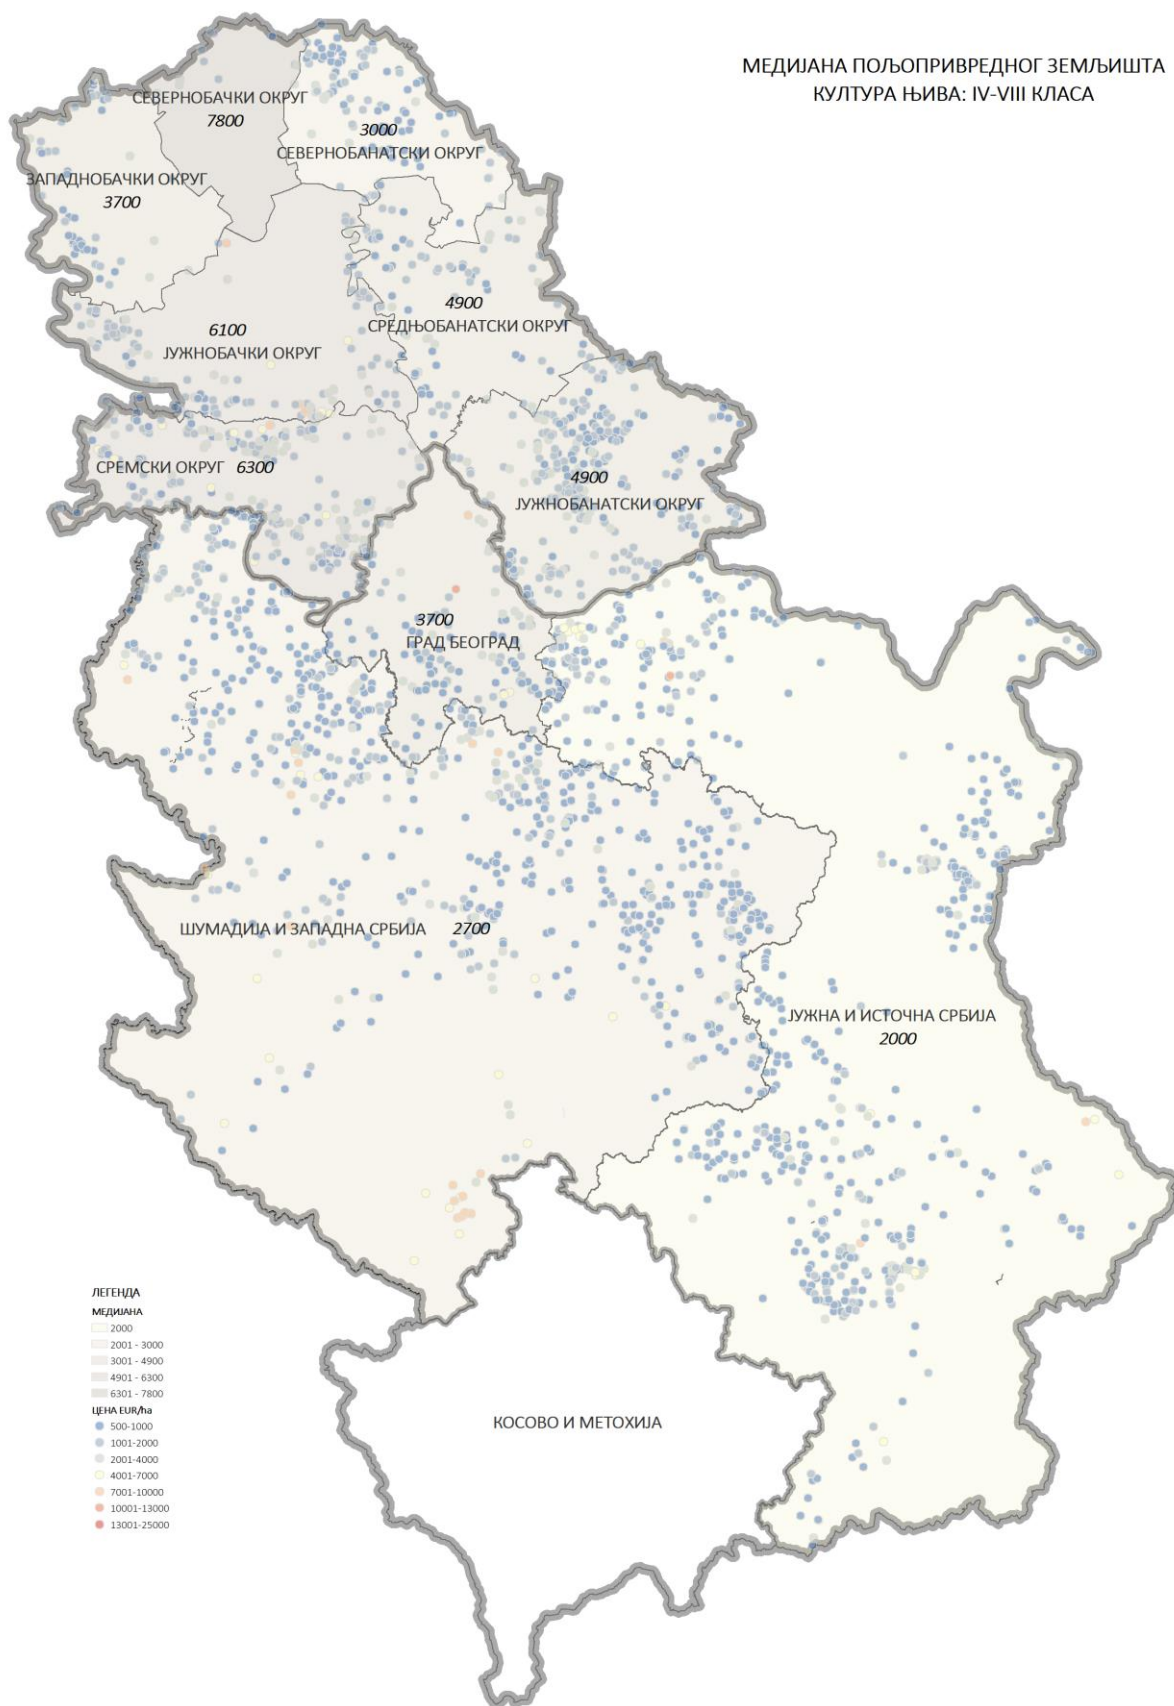 МЕДИЈАНА ПОЉОПРИВРЕДНОГ ЗЕМЉИШТА
КУЛТУРА ЊИВА: IV-VIII КЛАСА
СЕВЕРНОБАЧКИ ОКРУГ
7800
3000
СЕВЕРНОБАНАТСКИ ОКРУГ
ЗАПАДНОБАЧКИ ОКРУГ
3700
4900
СРЕДЊОБАНАТСКИ ОКРУГ
6100
ЈУЖНОБАЧКИ ОКРУГ
СРЕМСКИ ОКРУГ 6300
4900
ЈУЖНОБАНАТСКИ ОКРУГ
3700
ГРАД БЕОГРАД
ШУМАДИЈА И ЗАПАДНА СРБИЈА 2700
ЈУЖНА И ИСТОЧНА СРБИЈА
2000
КОСОВО И МЕТОХИЈА
ЛЕГЕНДА
МЕДИЈАНА
2000
2001 - 3000
3001 - 4900
4901 - 6300
6301 - 7800
ЦЕНА EUR/ha
500-1000
1001-2000
2001-4000
4001-7000
7001-10000
10001-13000
13001-25000